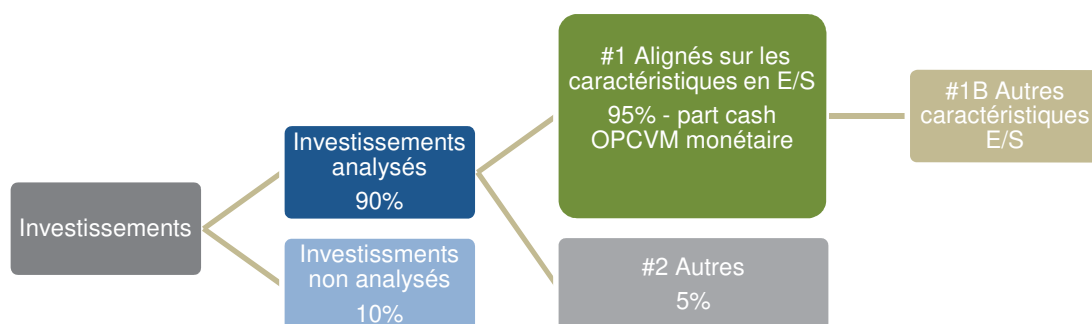 Investissements
Investissements
analysés
90%
Investissments
non analysés
10%
#1 Alignés sur les
caractéristiques en E/S
95% - part cash
OPCVM monétaire
#2 Autres
5%
#1B Autres
caractéristiques
E/S